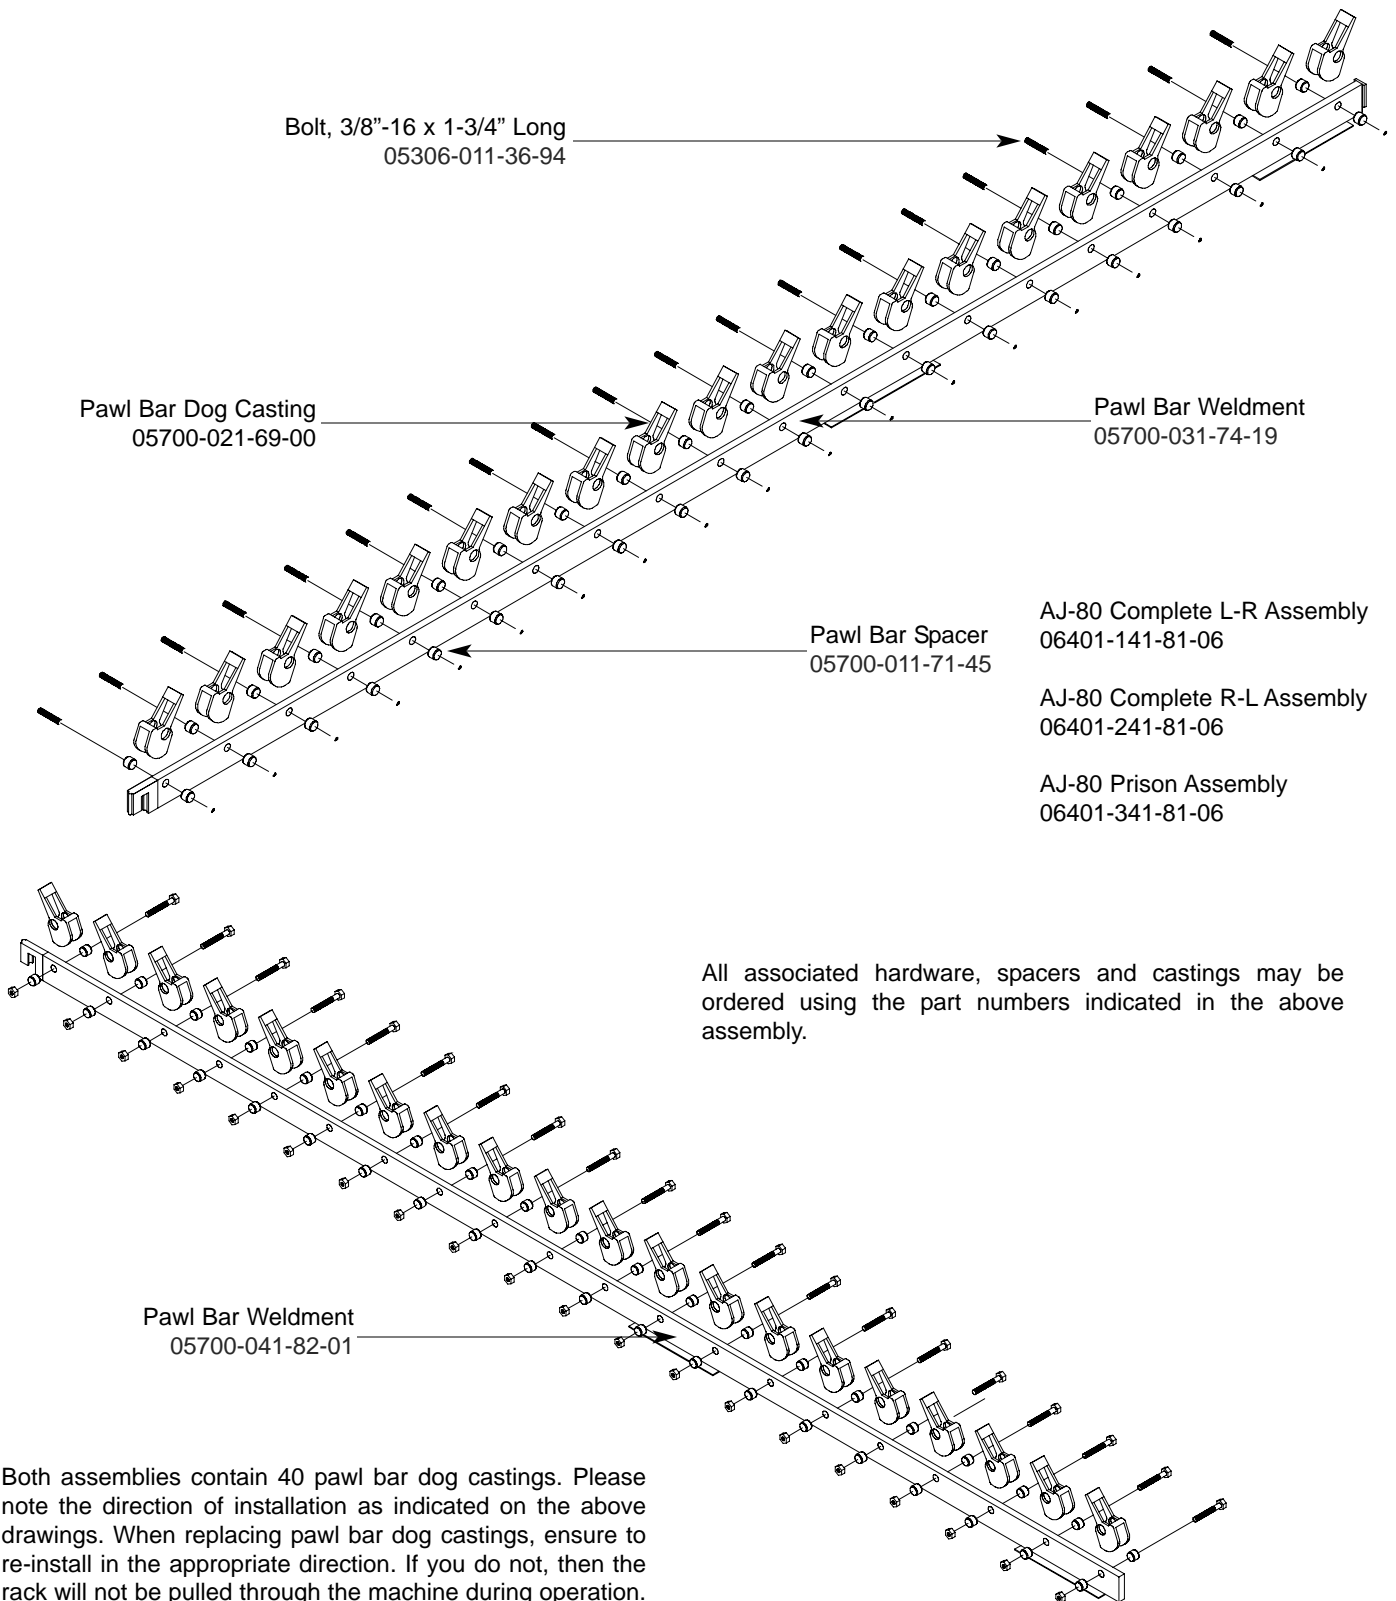 Bolt, 3/8”-16 x 1-3/4” Long
05306-011-36-94
Pawl Bar Dog Casting
05700-021-69-00
Pawl Bar Weldment
05700-031-74-19
Pawl Bar Spacer
05700-011-71-45
AJ-80 Complete L-R Assembly
06401-141-81-06
AJ-80 Complete R-L Assembly
06401-241-81-06
AJ-80 Prison Assembly
06401-341-81-06
All associated hardware, spacers and castings may be
ordered using the part numbers indicated in the above
assembly.
Pawl Bar Weldment
05700-041-82-01
Both assemblies contain 40 pawl bar dog castings. Please
note the direction of installation as indicated on the above
drawings. When replacing pawl bar dog castings, ensure to
re-install in the appropriate direction. If you do not, then the
rack will not be pulled through the machine during operation.